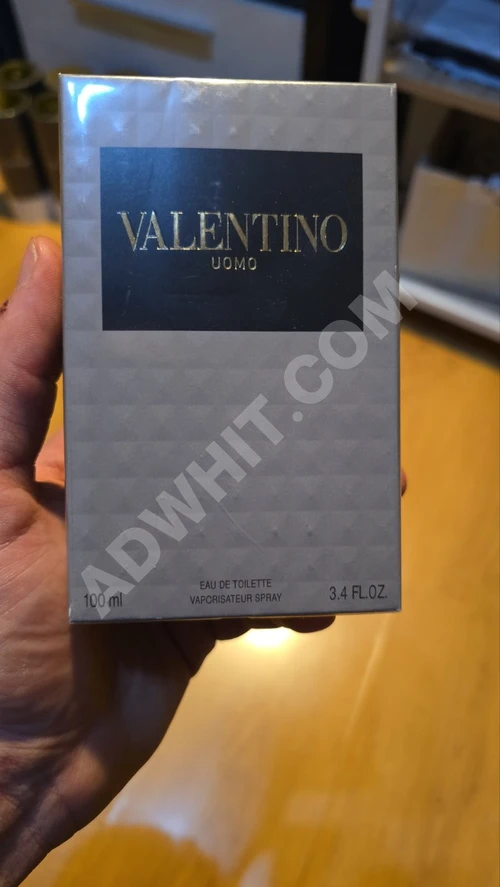 VALENTINO
UOMO
ADWHIT.COM
EAU DE TOILETTE
100 ml VAPORISATEUR SPRAY 3.4 FL.OZ.